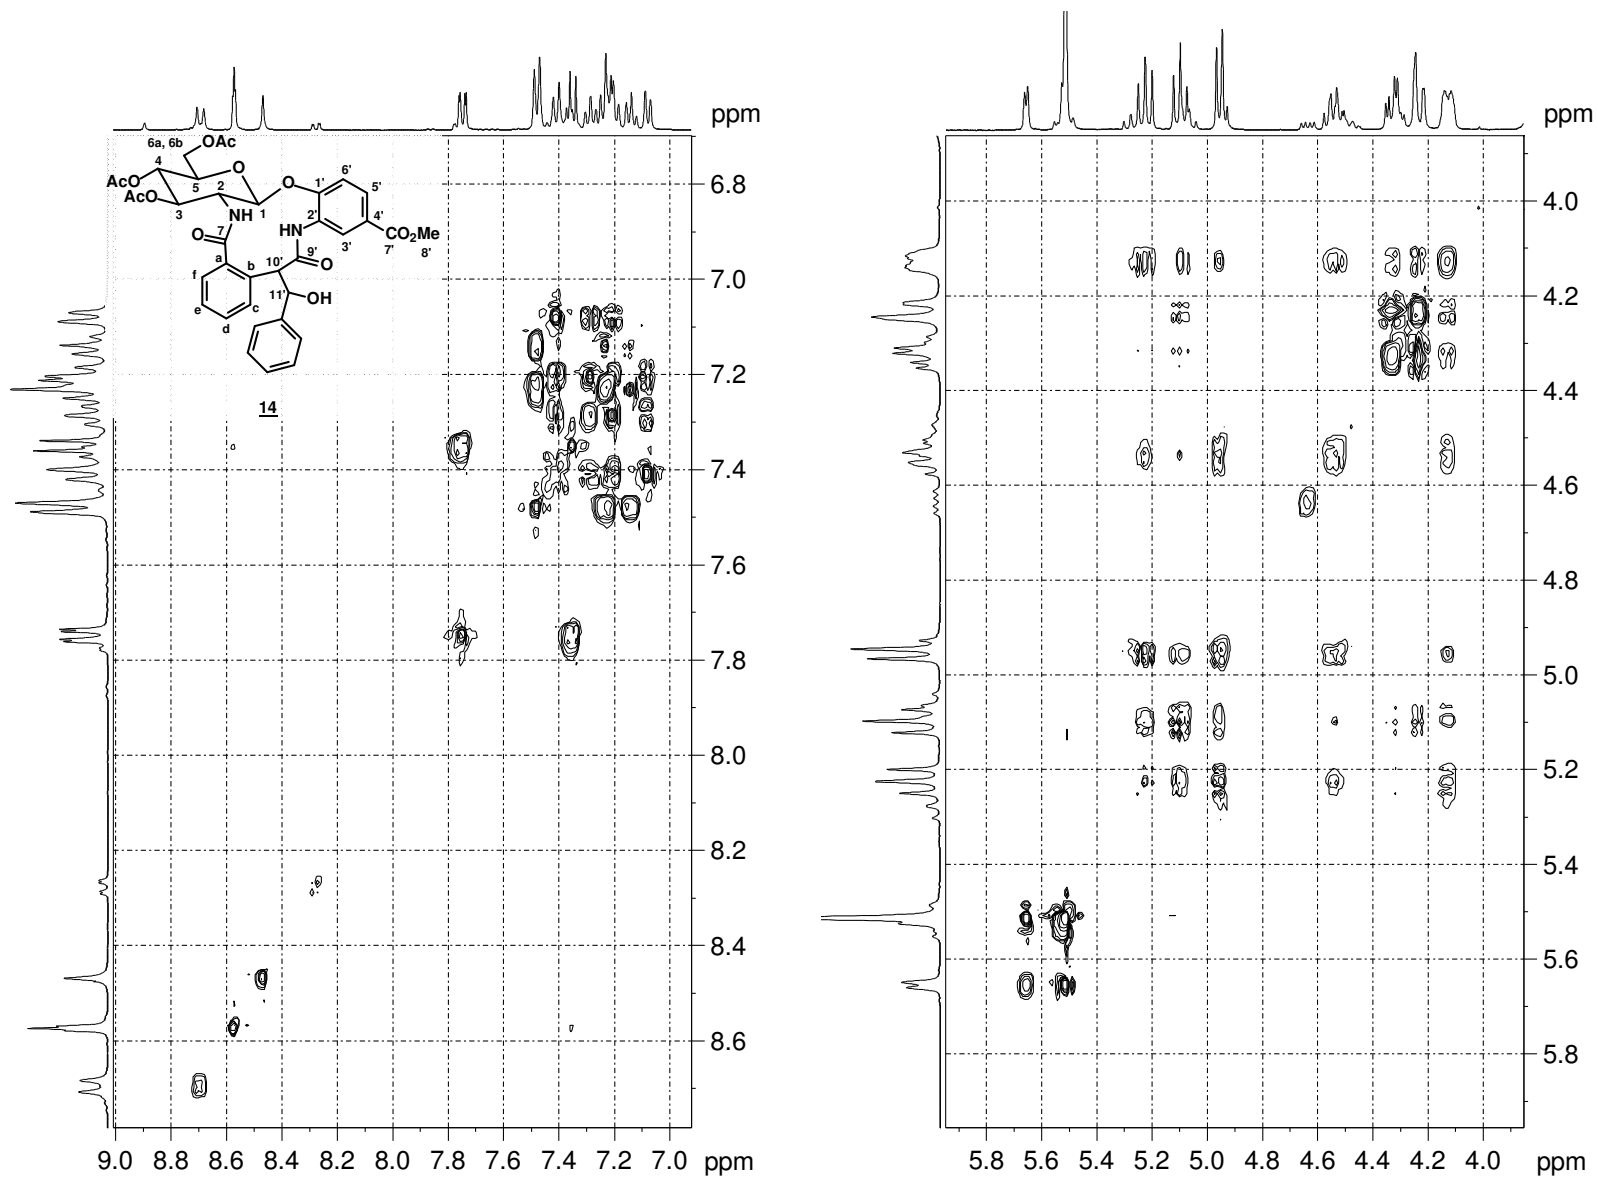 ppm
ppm
6a, 6b
OAc
4
O
6'
AcO
5
2
O
1'
5'
AcO
3
1
NH
2'
4'
7
HN
CO2Me
O
9'
3'
7'
8'
a
10'
O
f
b
11'
OH
e
c
d
14
6.8
7.0
7.2
7.4
7.6
7.8
8.0
8.2
8.4
8.6
9.0 8.8 8.6 8.4 8.2 8.0 7.8 7.6 7.4 7.2 7.0 ppm
4.0
4.2
4.4
4.6
4.8
5.0
5.2
5.4
5.6
5.8
5.8 5.6 5.4 5.2 5.0 4.8 4.6 4.4 4.2 4.0 ppm